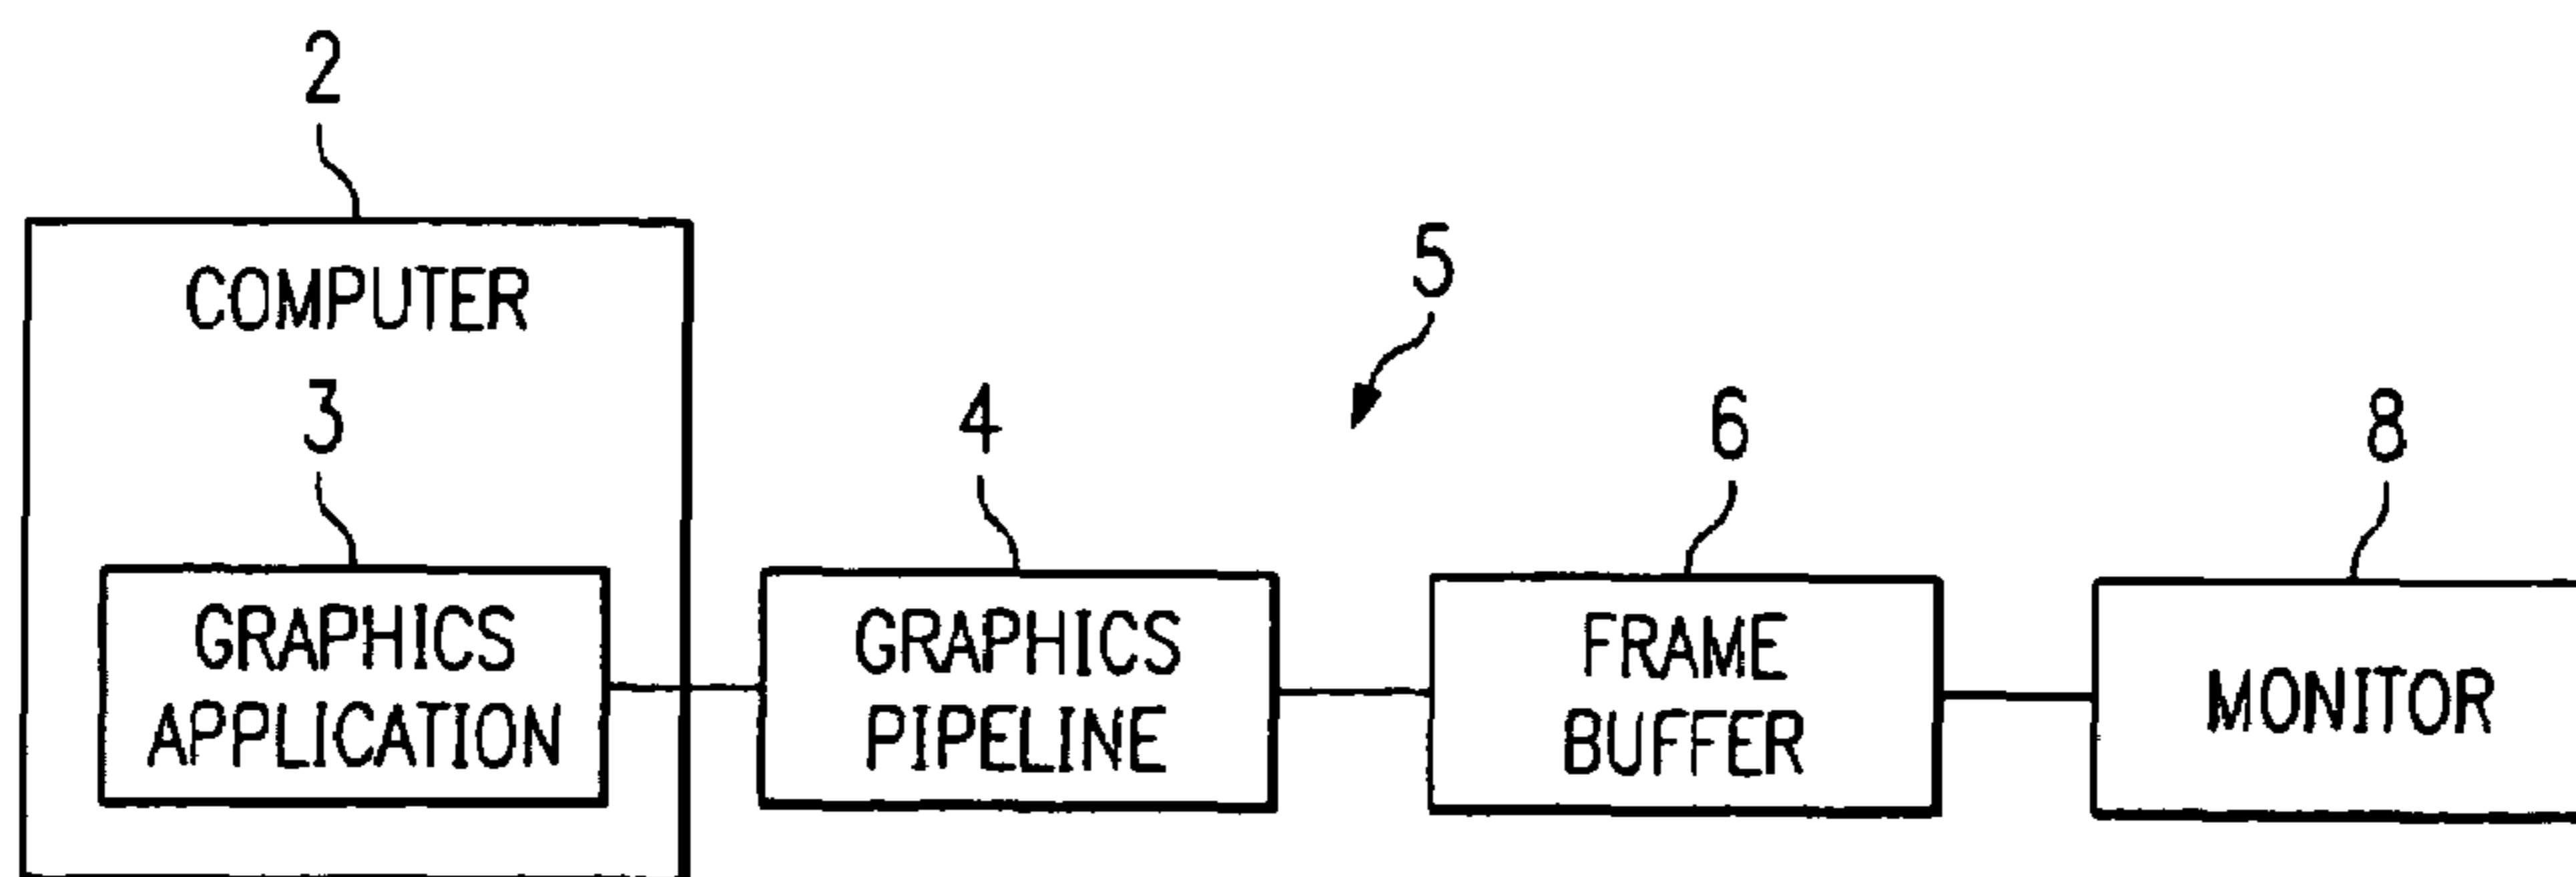 2
COMPUTER
5
3
4
6
8
GRAPHICS
APPLICATION
GRAPHICS
PIPELINE
FRAME
BUFFER
MONITOR